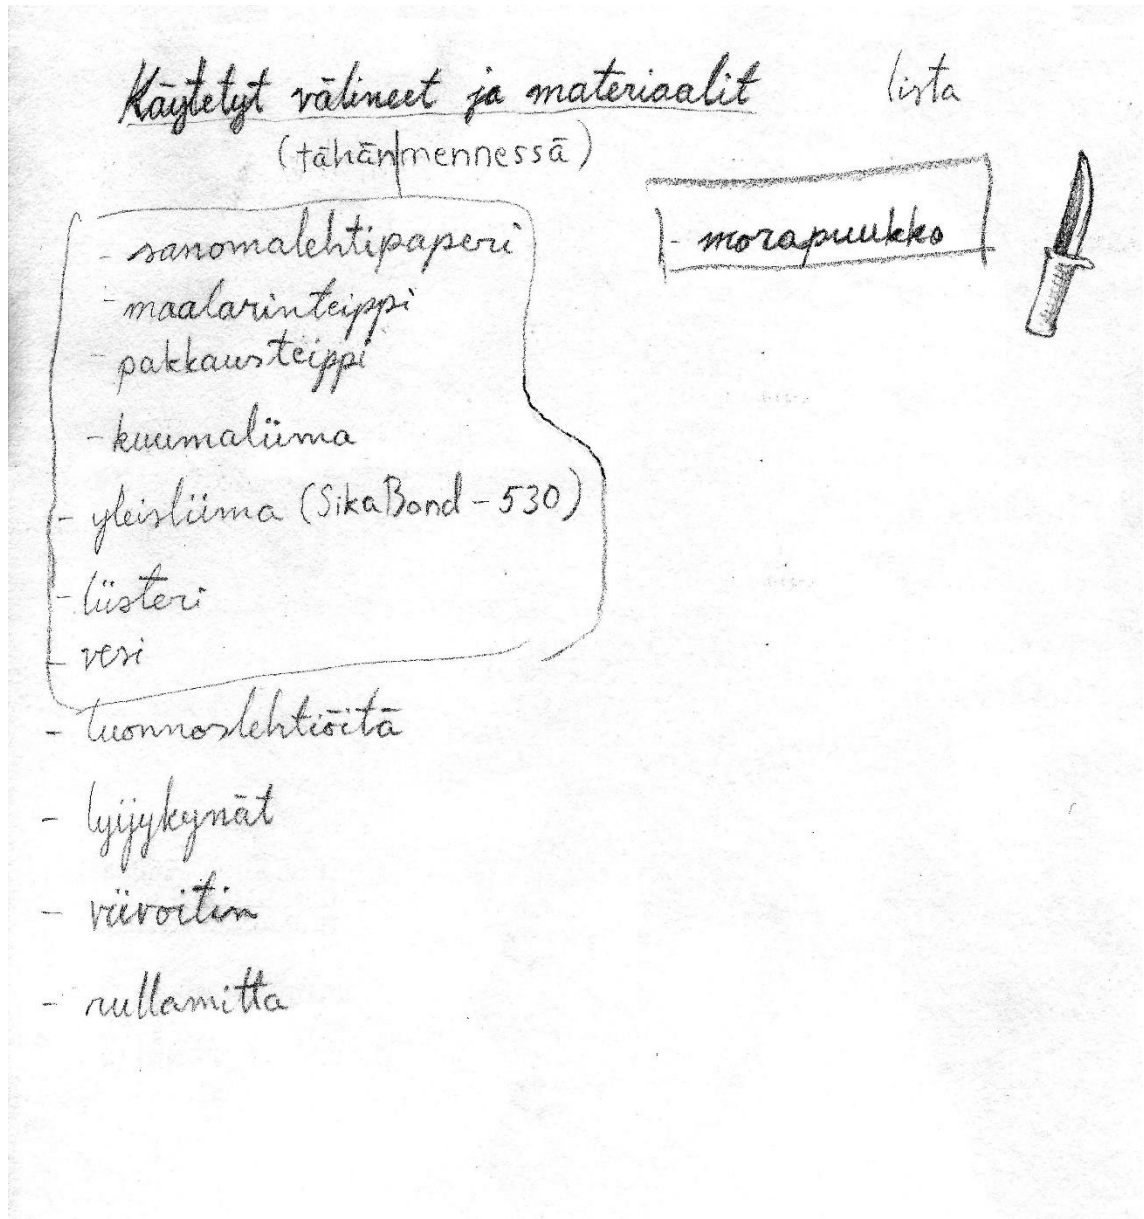 Käytetyt välineet ja materiaalit lista
(tähän mennessä)
- sanomalehtipaperi
- maalarinteippi
- pakkausteippi
- kuumaliima
- yleisliima (SikaBond - 530)
- liisteri
- vesi
- luonnoslehtiöitä
- lyijykynät
- viivoitin
- rullamitta
- morapuukko